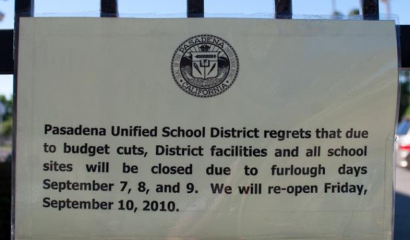 PASADENA
CALIFORNIA
Pasadena Unified School District regrets that due
to budget cuts, District facilities and all school
sites will be closed due to furlough days
September 7, 8, and 9. We will re-open Friday,
September 10, 2010.